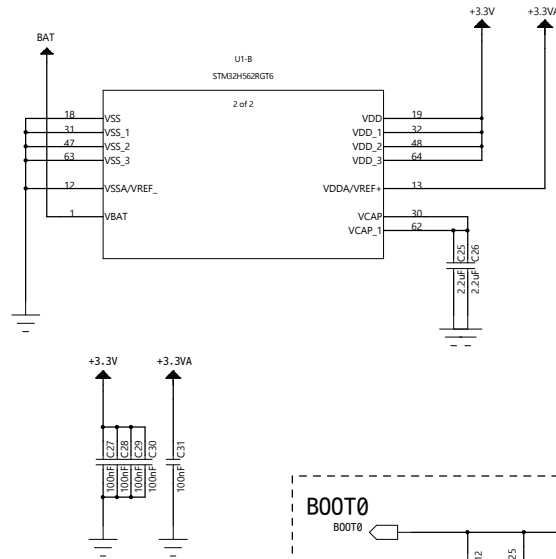 +3.3V
+3.3VA
BAT
U1-B
STM32H562RGT6
2 of 2
18 VSS
31 VSS_1
47 VSS_2
63 VSS_3
12 VSSA/VREF_
1 VBAT
VDD 19
VDD_1 32
VDD_2 48
VDD_3 64
VDDA/VREF+ 13
VCAP 30
VCAP_1 62
2.2uF C25
2.2uF C26
+3.3V
+3.3VA
100nF C27
100nF C28
100nF C29
100nF C30
100nF C31
BOOT0
BOOT0
12
25